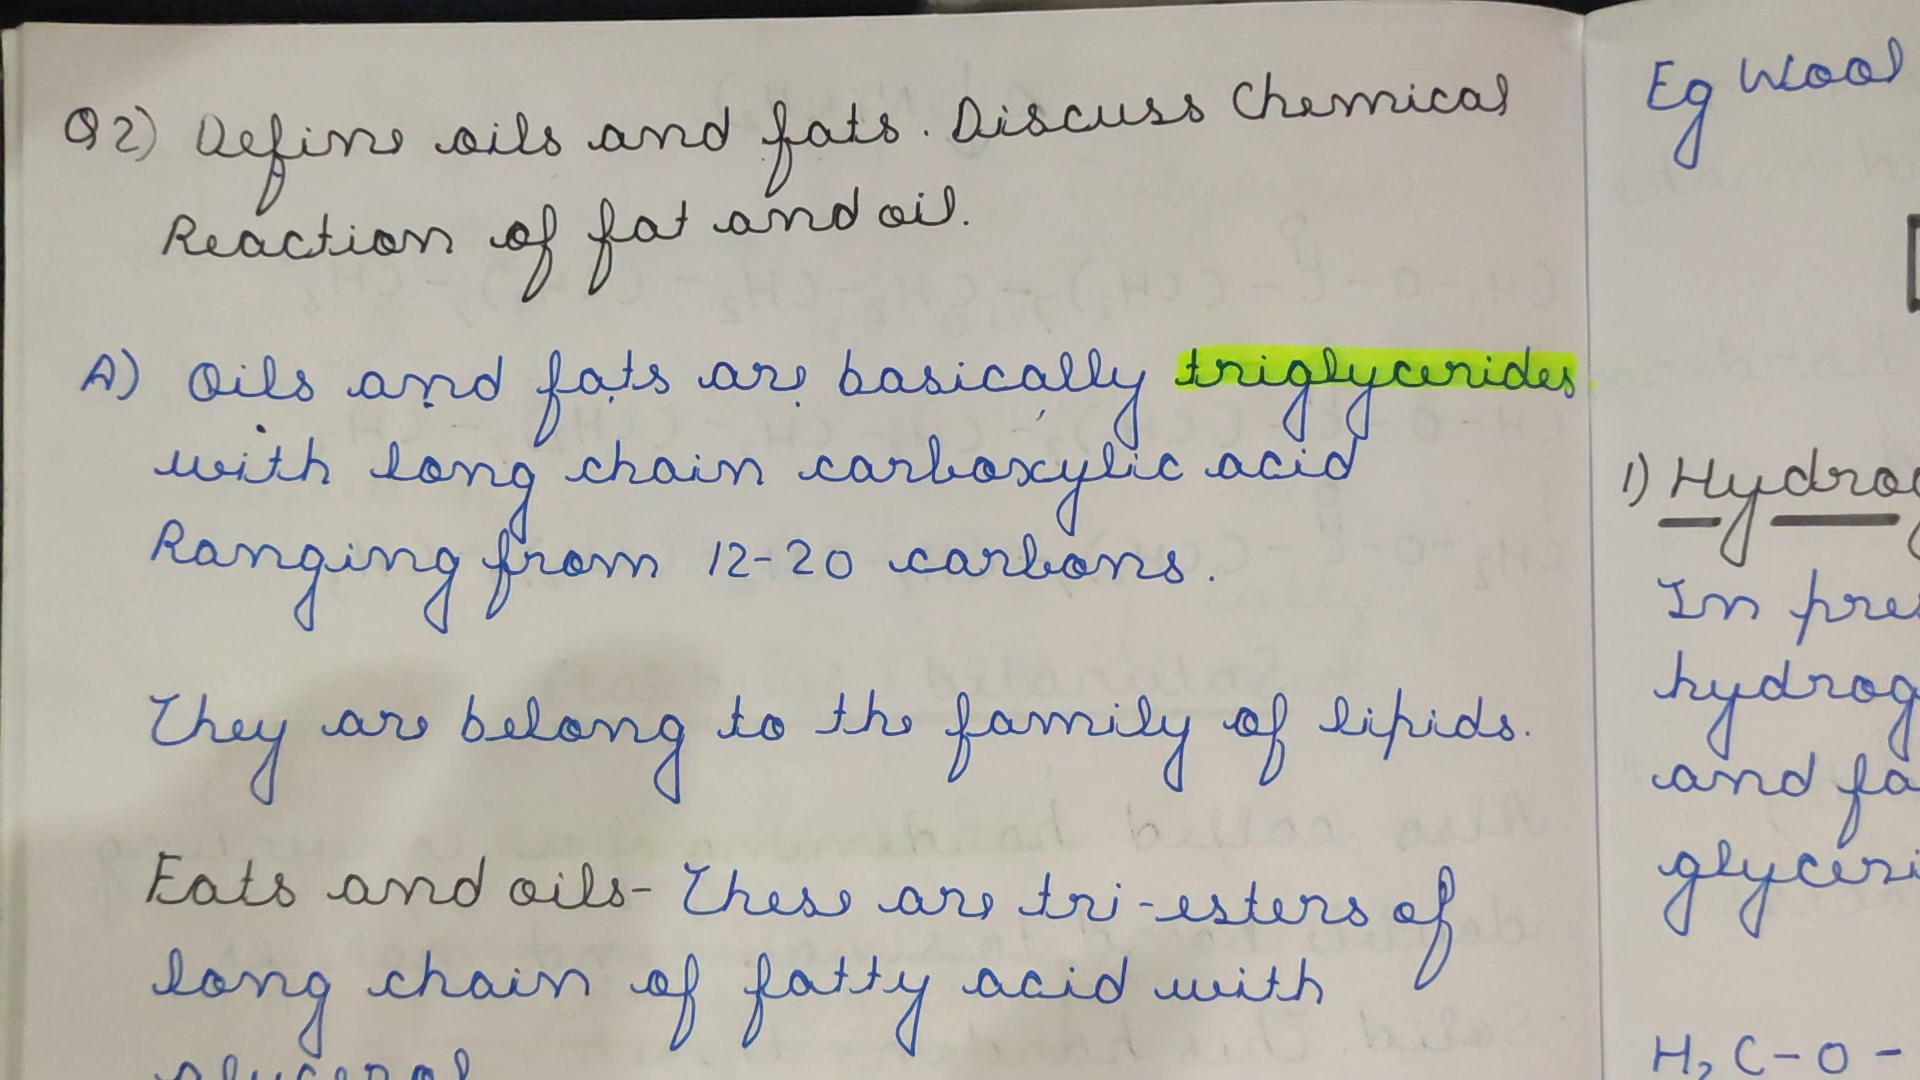 Q2) Define oils and fats. Discuss Chemical
Reaction of fat and oil.
A) Oils and fats are basically triglycerides
with long chain carboxylic acid
Ranging from 12-20 carbons.
They are belong to the family of lipids.
Fats and oils- These are tri-esters of
long chain of fatty acid with
glycerol
Eg Wool
1) Hydrog
In pre
hydrog
and fa
glyceri
H₂C-O-